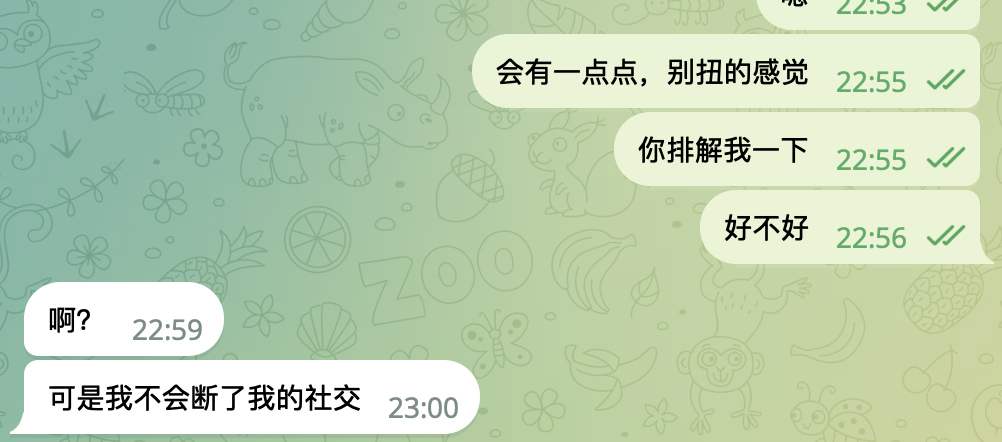 嗯 22:53
会有一点点，别扭的感觉 22:55
你排解我一下 22:55
好不好 22:56
ZOO
啊？ 22:59
可是我不会断了我的社交 23:00